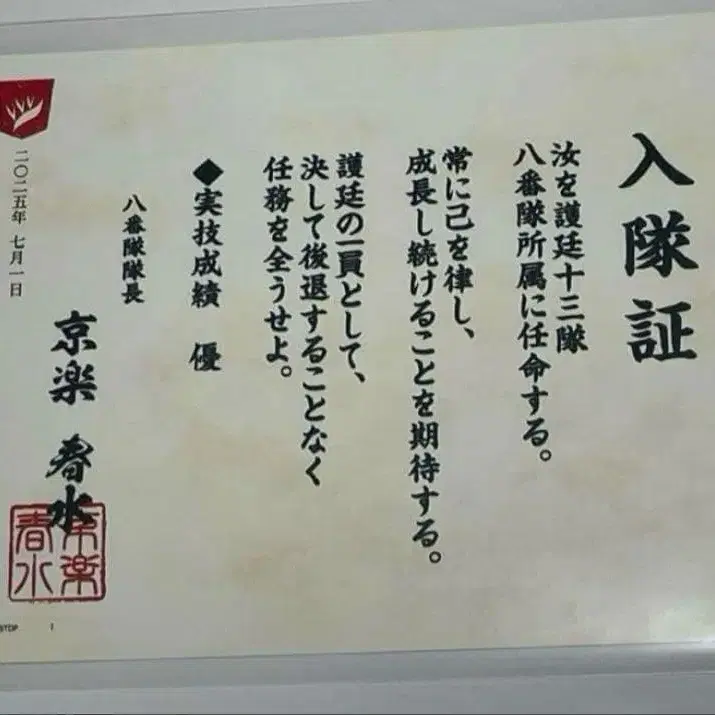 入隊証
汝を護廷十三隊
八番隊所属に任命する。
常に己を律し、
成長し続けることを期待する。
護廷の一員として、
決して後退することなく
任務を全うせよ。
◆実技成績 優
八番隊隊長
京楽 春水
京楽
春水
二〇二五年 七月一日